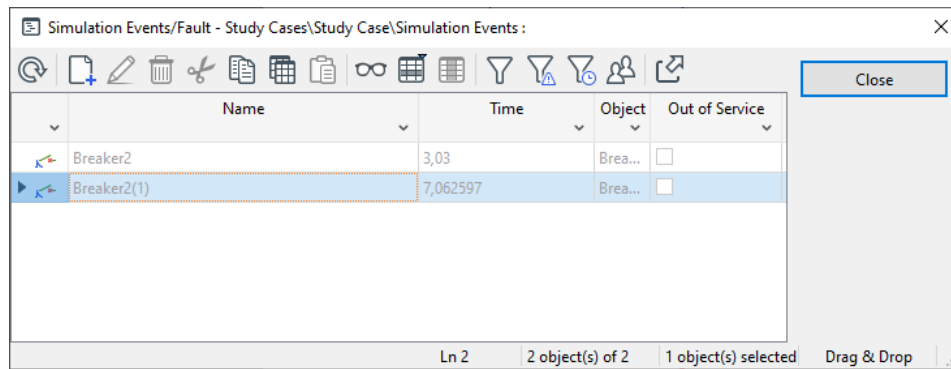 Simulation Events/Fault - Study Cases\Study Case\Simulation Events :
Close
Name Time Object Out of Service
Breaker2 3,03 Brea...
Breaker2(1) 7,062597 Brea...
Ln 2 2 object(s) of 2 1 object(s) selected Drag & Drop